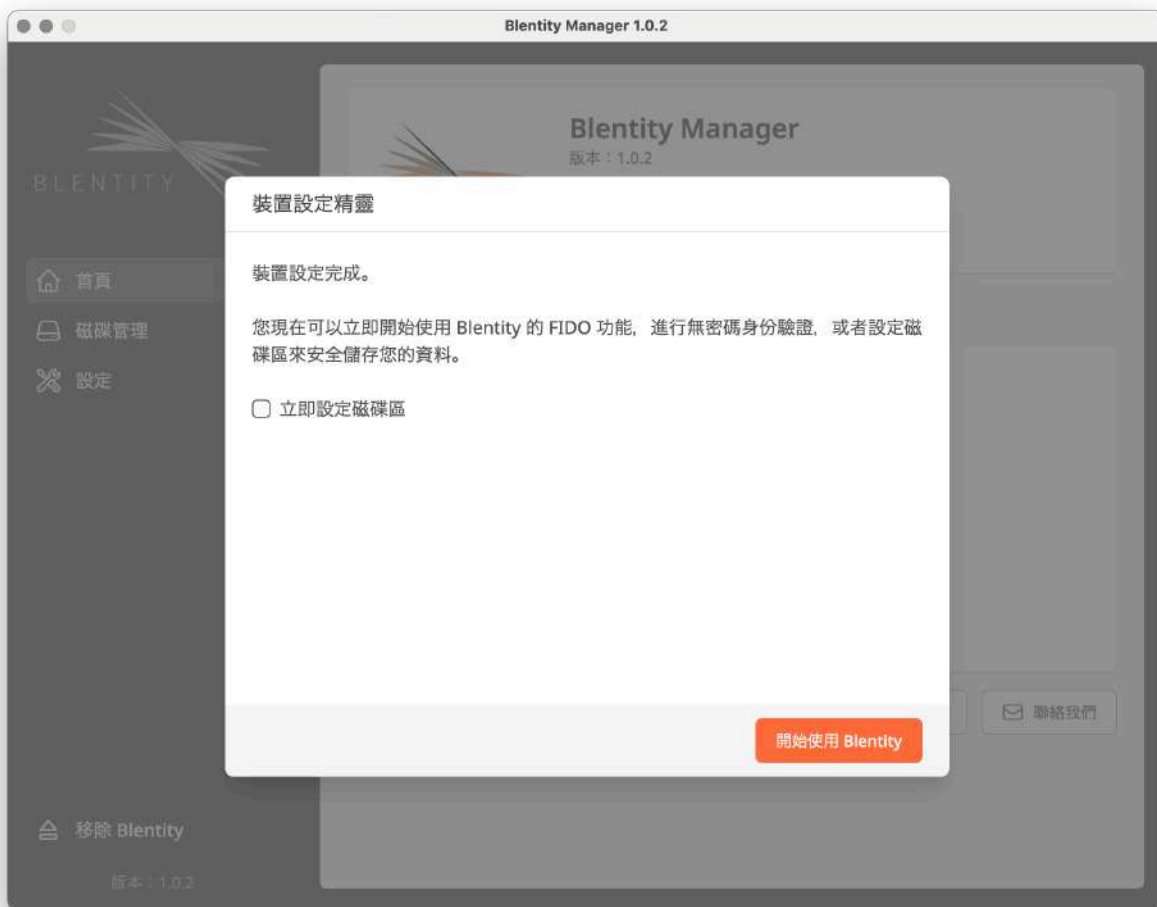 Blentity Manager 1.0.2
BLENTITY
首頁
磁碟管理
設定
移除 Blentity
版本：1.0.2
Blentity Manager
版本：1.0.2
裝置設定精靈
裝置設定完成。
您現在可以立即開始使用 Blentity 的 FIDO 功能，進行無密碼身份驗證，或者設定磁
碟區來安全儲存您的資料。
立即設定磁碟區
開始使用 Blentity
聯絡我們